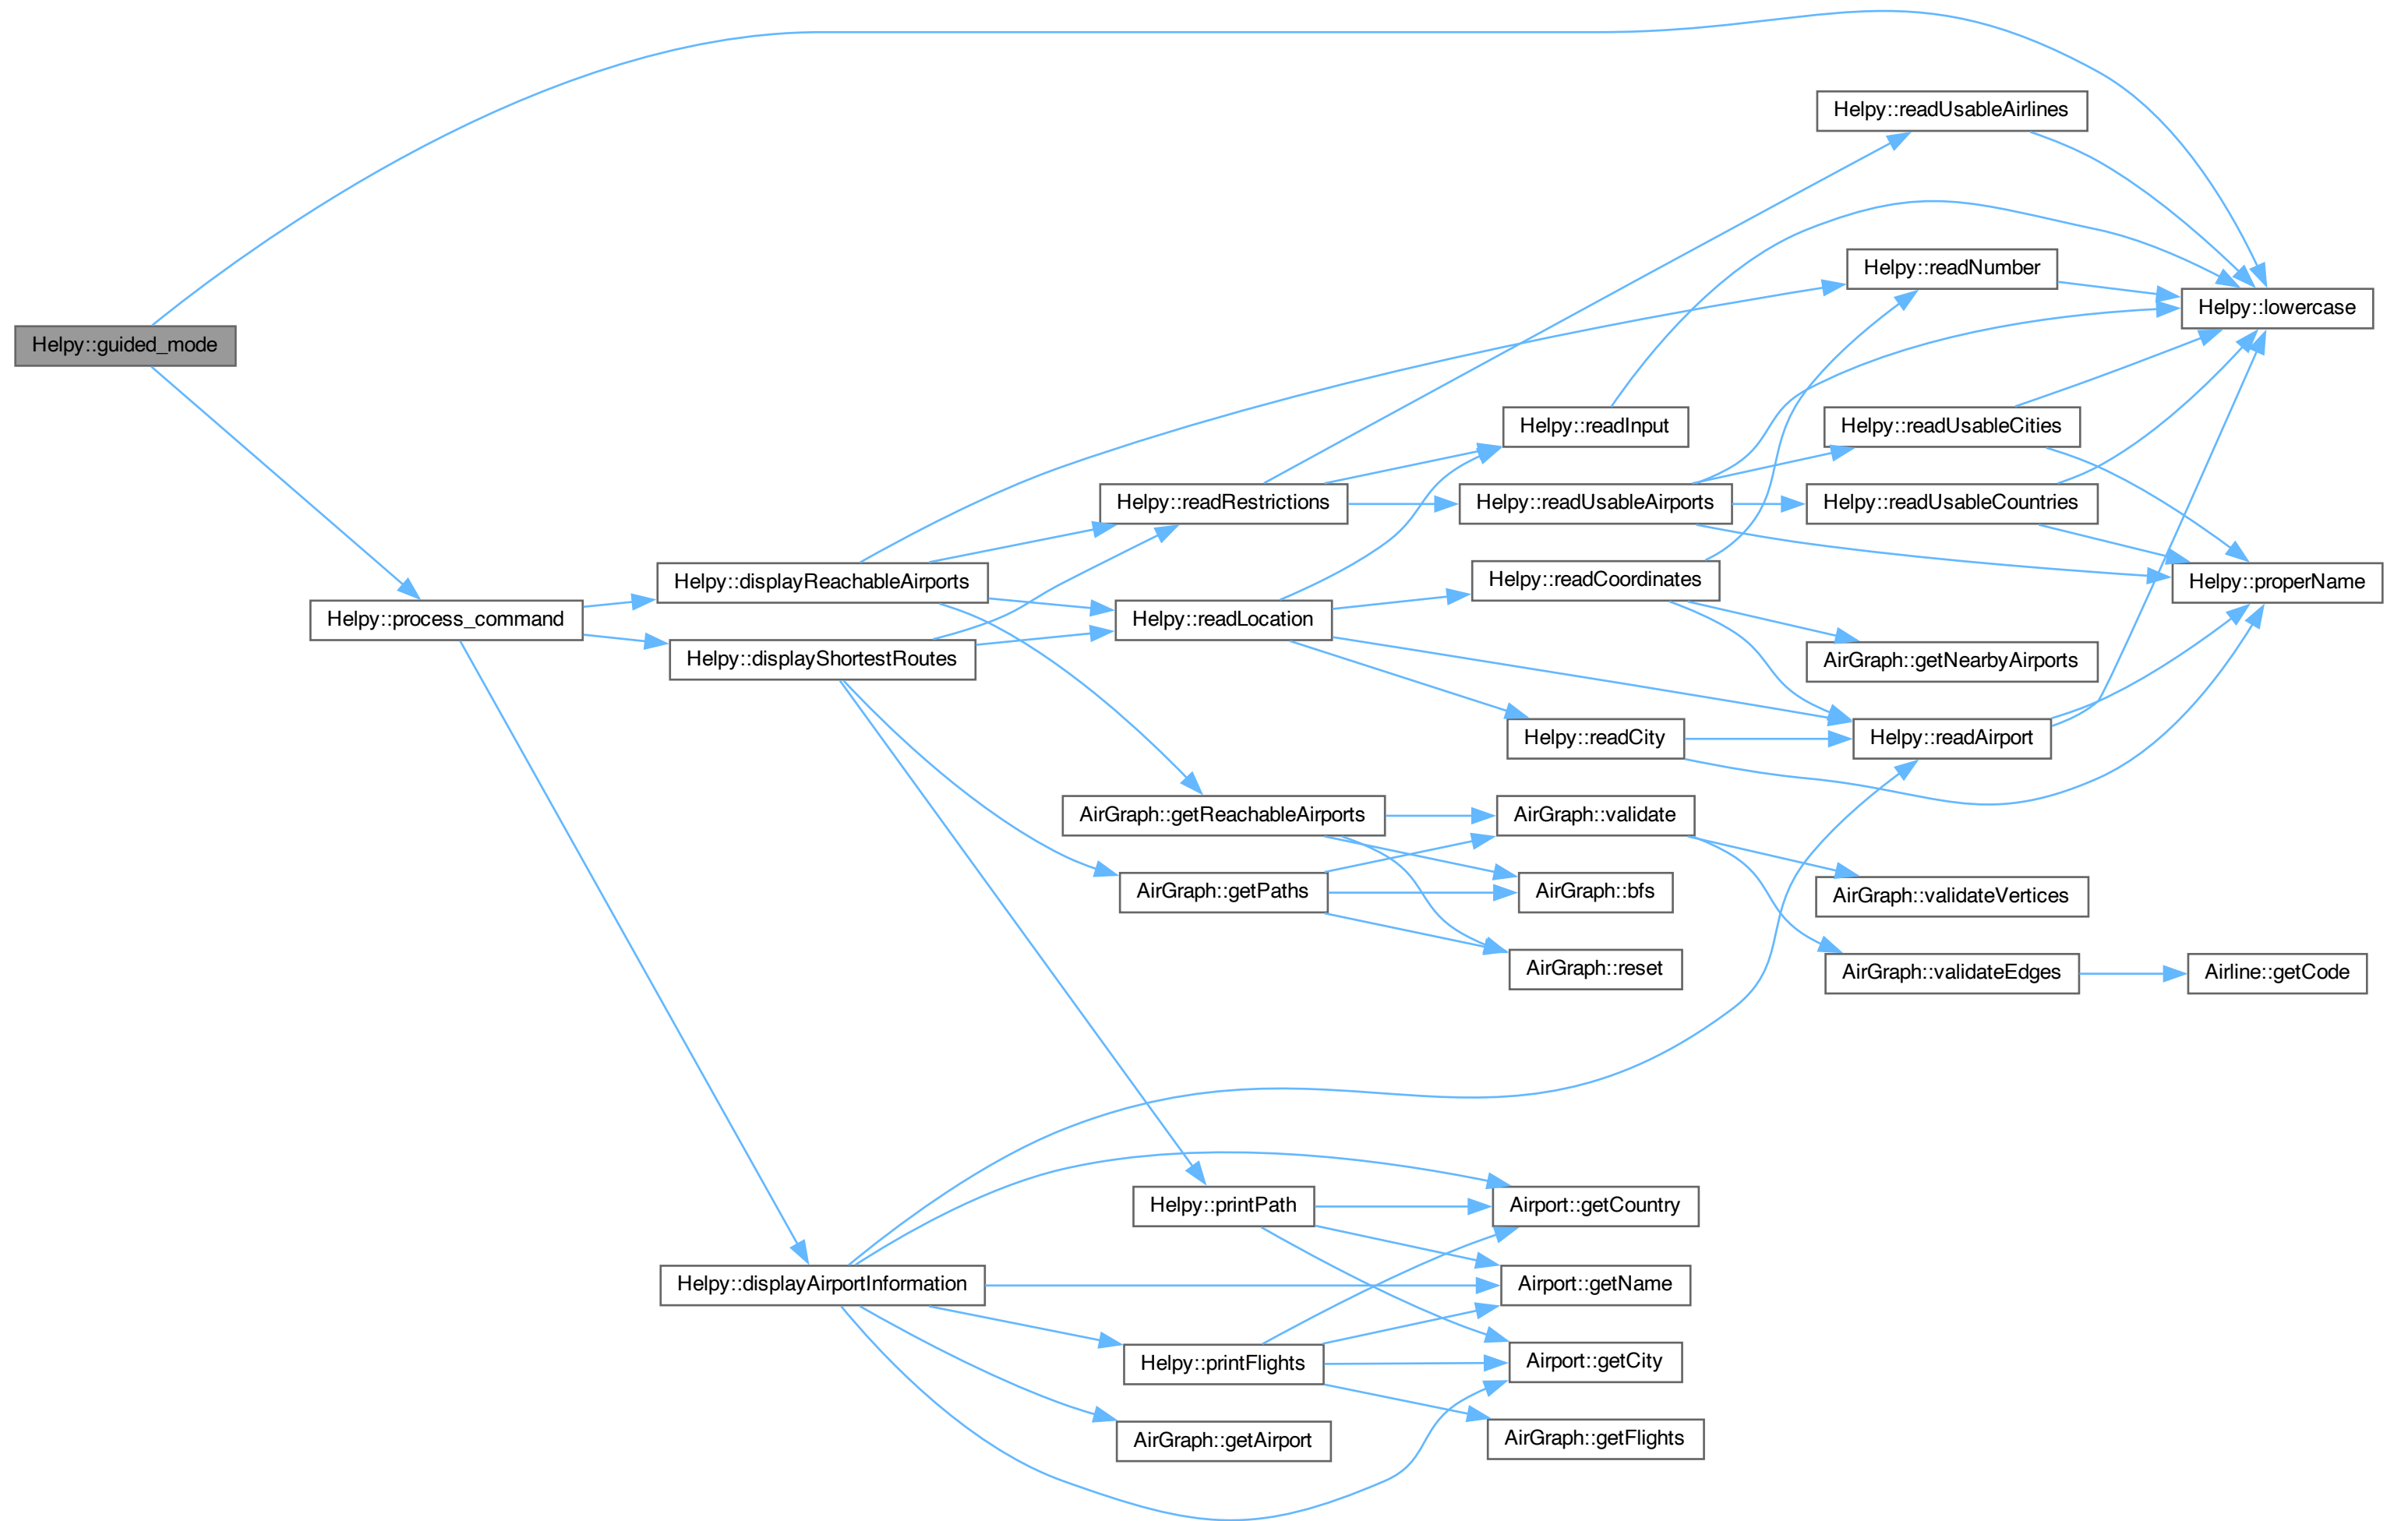 Helpy::guided_mode
Helpy::process_command
Helpy::displayReachableAirports
Helpy::displayShortestRoutes
Helpy::displayAirportInformation
Helpy::readRestrictions
Helpy::readLocation
AirGraph::getReachableAirports
AirGraph::getPaths
Helpy::printPath
Helpy::printFlights
AirGraph::getAirport
Helpy::readInput
Helpy::readUsableAirports
Helpy::readCoordinates
Helpy::readCity
AirGraph::validate
AirGraph::bfs
AirGraph::reset
Airport::getCountry
Airport::getName
Airport::getCity
AirGraph::getFlights
Helpy::readUsableAirlines
Helpy::readNumber
Helpy::readUsableCities
Helpy::readUsableCountries
AirGraph::getNearbyAirports
Helpy::readAirport
AirGraph::validateVertices
AirGraph::validateEdges
Helpy::lowercase
Helpy::properName
Airline::getCode